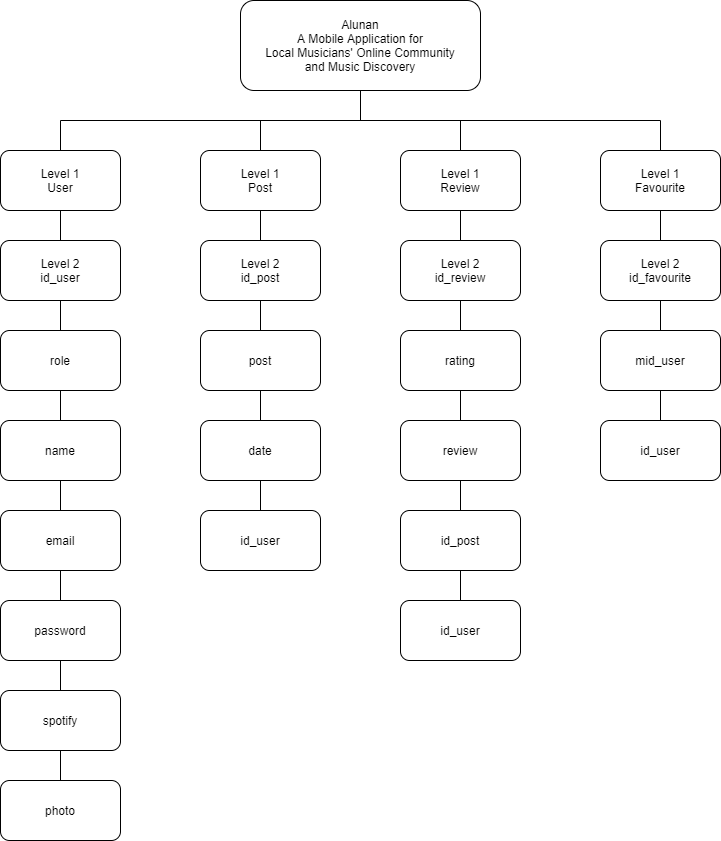 Alunan
A Mobile Application for
Local Musicians' Online Community
and Music Discovery
Level 1
User
Level 2
id_user
role
name
email
password
spotify
photo
Level 1
Post
Level 2
id_post
post
date
id_user
Level 1
Review
Level 2
id_review
rating
review
id_post
id_user
Level 1
Favourite
Level 2
id_favourite
mid_user
id_user